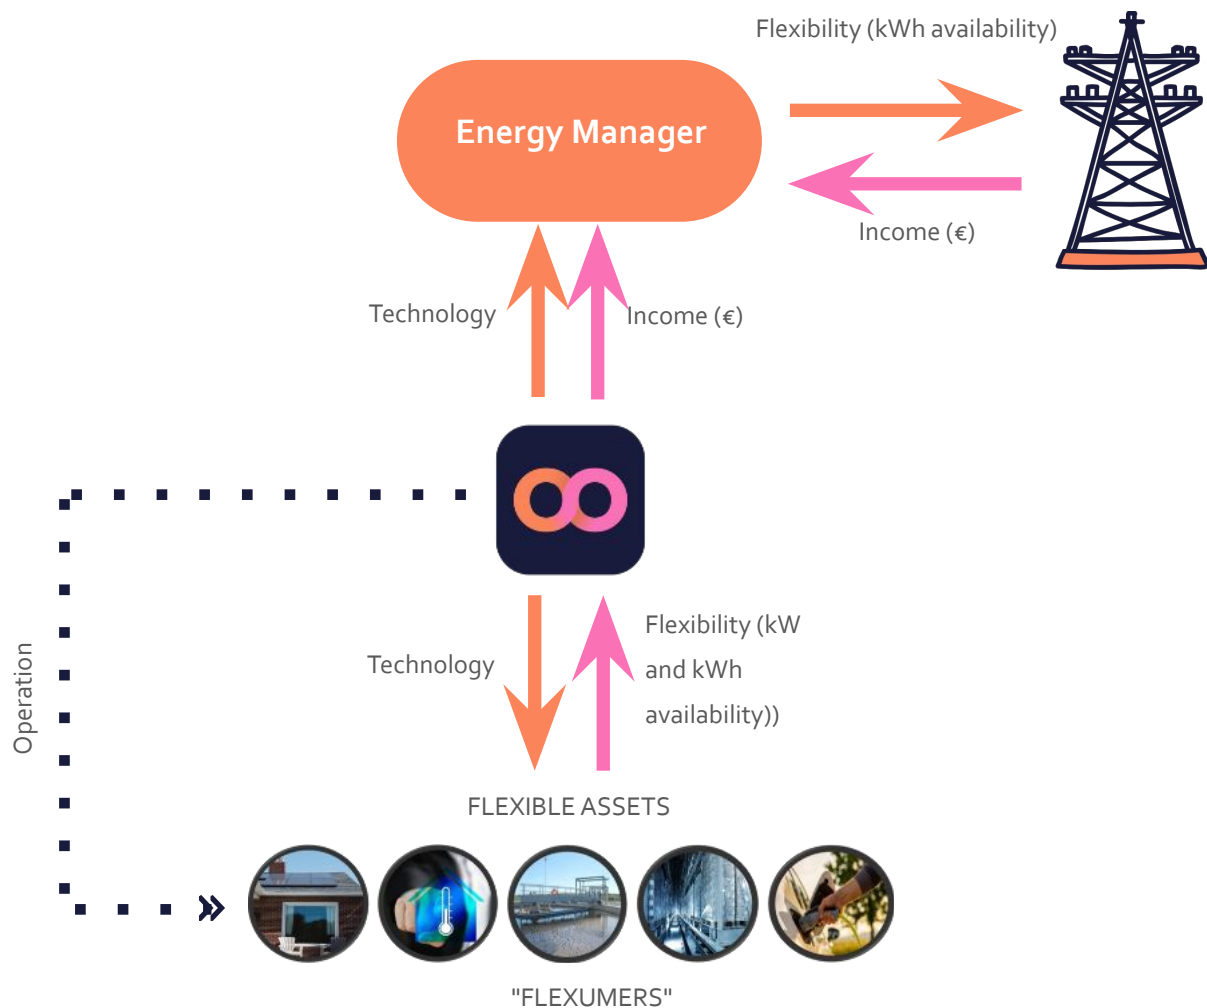 Flexibility (kWh availability)
Energy Manager
Income (€)
Technology
Income (€)
Operation
Technology
Flexibility (kW
and kWh
availability))
FLEXIBLE ASSETS
"FLEXUMERS"